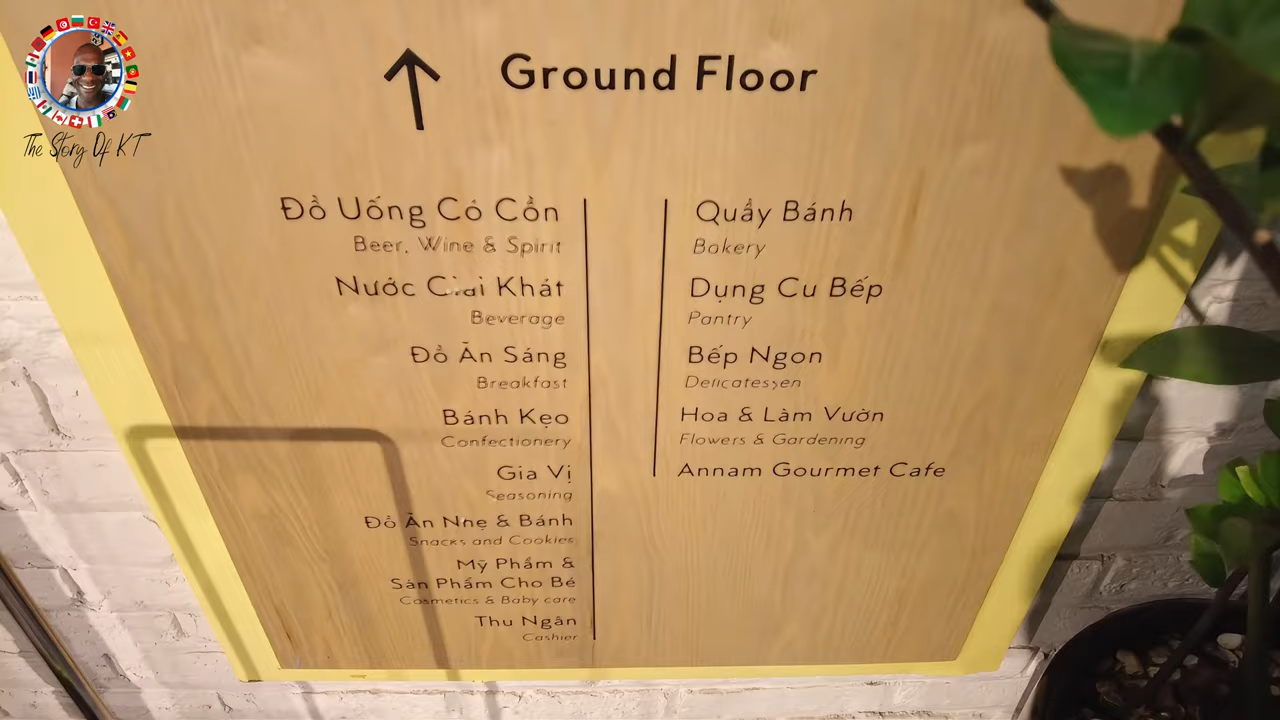 The Story Of KT
Ground Floor
Đồ Uống Có Cồn
Beer, Wine & Spirit
Nước Giải Khát
Beverage
Đồ Ăn Sáng
Breakfast
Bánh Kẹo
Confectionery
Gia Vị
Seasoning
Đồ Ăn Nhẹ & Bánh
Snacks and Cookies
Mỹ Phẩm &
Sản Phẩm Cho Bé
Cosmetics & Baby care
Thu Ngân
Cashier
Quầy Bánh
Bakery
Dụng Cu Bếp
Pantry
Bếp Ngon
Delicatessen
Hoa & Làm Vườn
Flowers & Gardening
Annam Gourmet Cafe